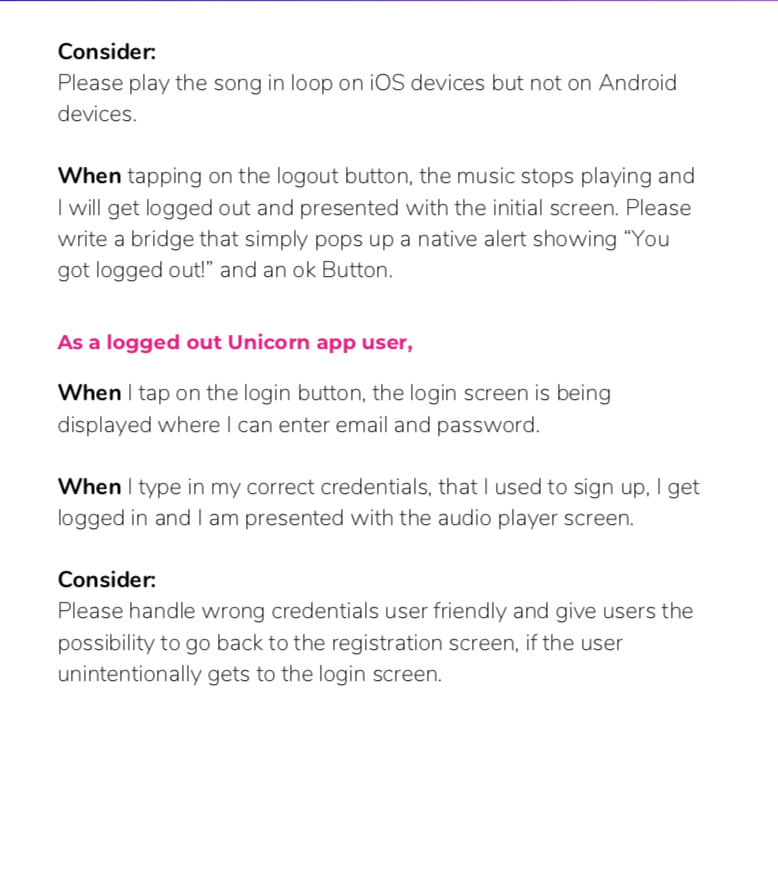 Consider:
Please play the song in loop on iOS devices but not on Android
devices.
When tapping on the logout button, the music stops playing and
I will get logged out and presented with the initial screen. Please
write a bridge that simply pops up a native alert showing “You
got logged out!” and an ok Button.
As a logged out Unicorn app user,
When I tap on the login button, the login screen is being
displayed where I can enter email and password.
When I type in my correct credentials, that I used to sign up, I get
logged in and I am presented with the audio player screen.
Consider:
Please handle wrong credentials user friendly and give users the
possibility to go back to the registration screen, if the user
unintentionally gets to the login screen.